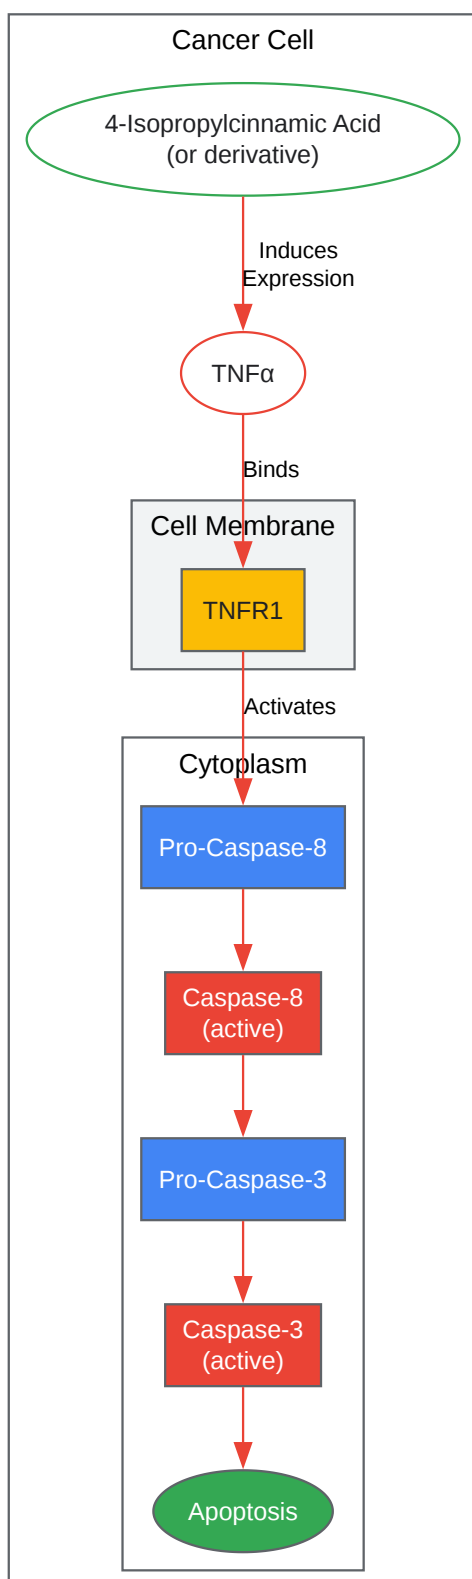 Cancer Cell
4-Isopropylcinnamic Acid
(or derivative)
Induces
Expression
TNFα
Binds
Cell Membrane
TNFR1
Activates
Cytoplasm
Pro-Caspase-8
Caspase-8
(active)
Pro-Caspase-3
Caspase-3
(active)
Apoptosis